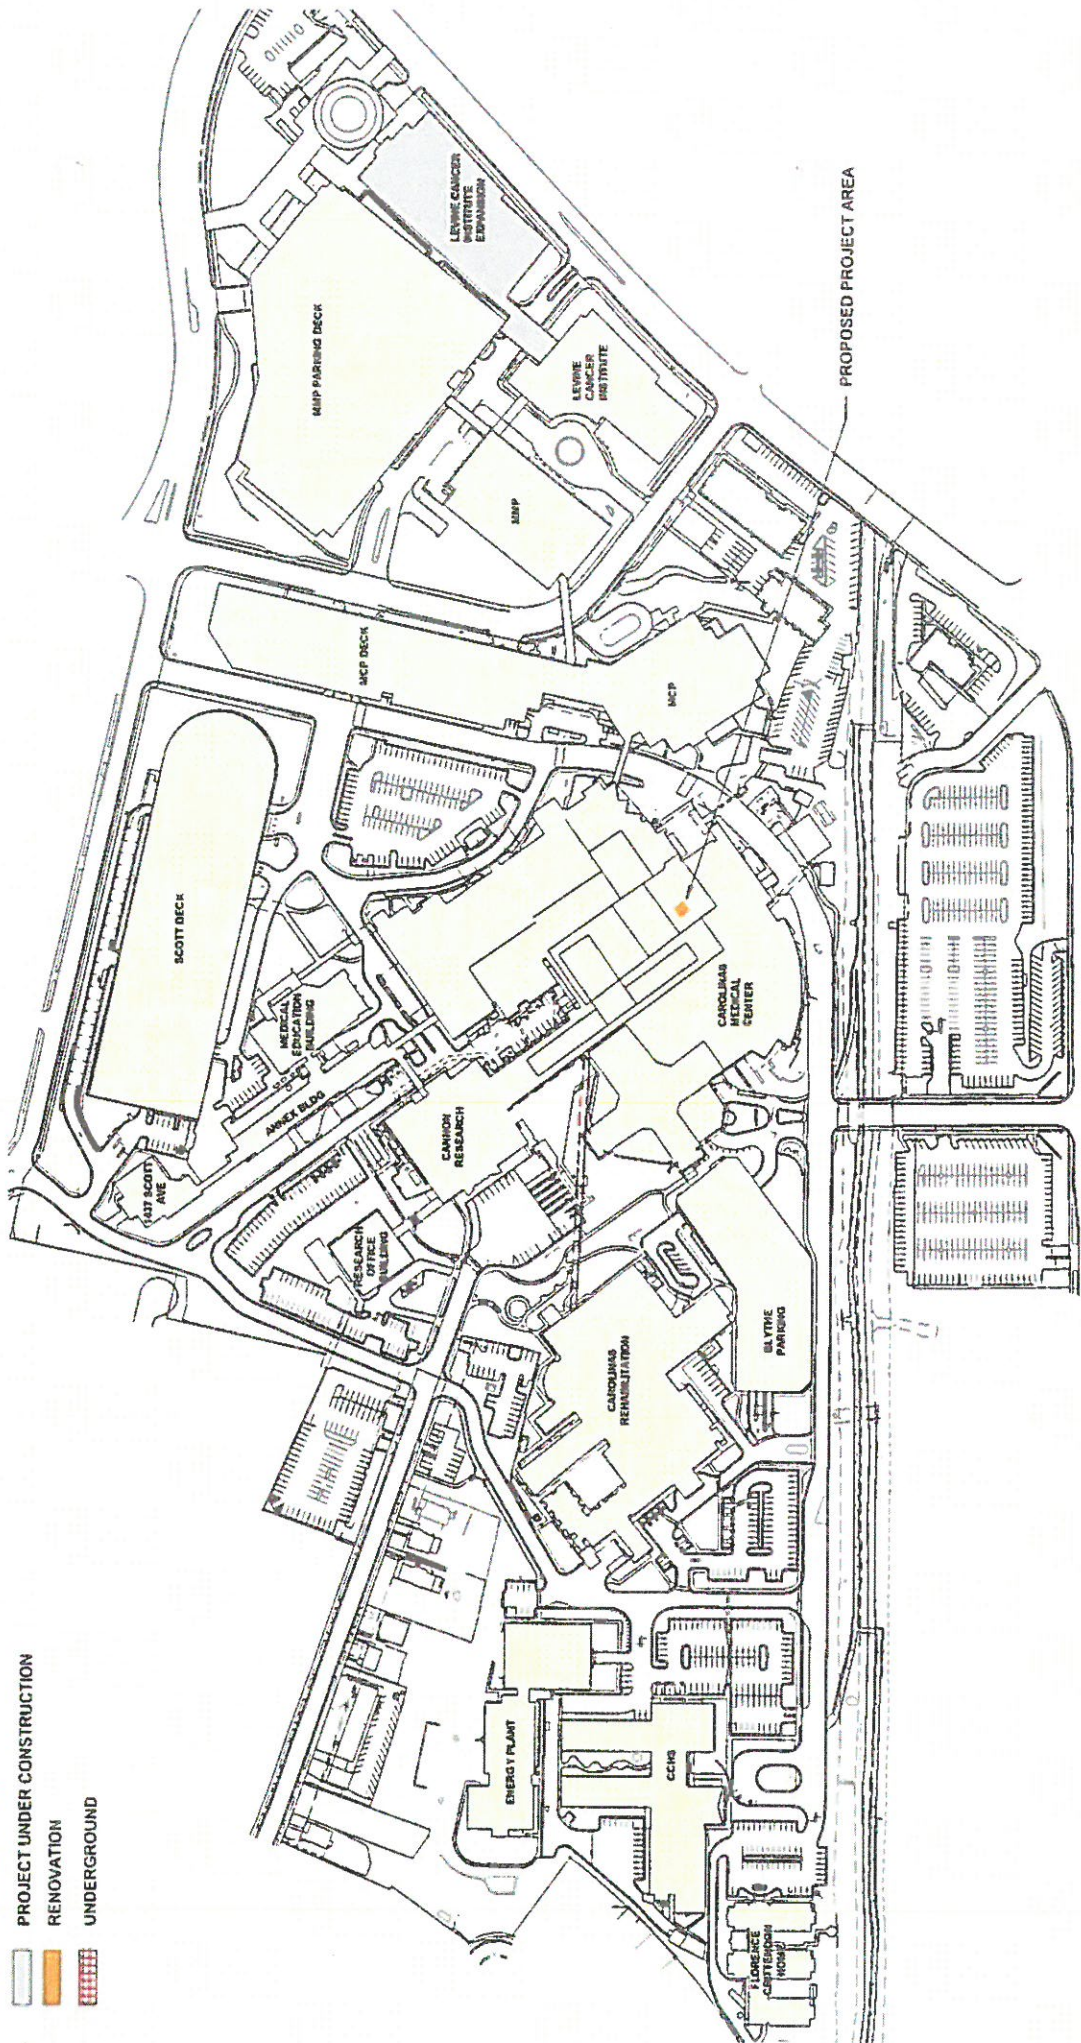 PROJECT UNDER CONSTRUCTION
RENOVATION
UNDERGROUND
FLORENCE
CRITTENDON
HOME
CCHS
ENERGY PLANT
CAROLINAS
REHABILITATION
BLYTHE
PARKING
RESEARCH
OFFICE
BUILDING
1437 SCOTT
AVE
ANNEX BLDG
CANNON
RESEARCH
MEDICAL
EDUCATION
BUILDING
SCOTT DECK
CAROLINAS
MEDICAL
CENTER
MCP DECK
MCP
MMP
MMP PARKING DECK
LEVINE
CANCER
INSTITUTE
LEVINE CANCER
INSTITUTE
EXPANSION
PROPOSED PROJECT AREA